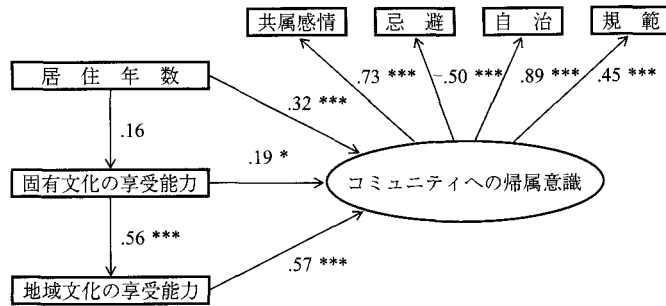 共属感情 忌避 自治 規範
居住年数
.73 *** -.50 *** .89 *** .45 ***
.32 ***
.16
.19 *
固有文化の享受能力
コミュニティへの帰属意識
.56 ***
.57 ***
地域文化の享受能力